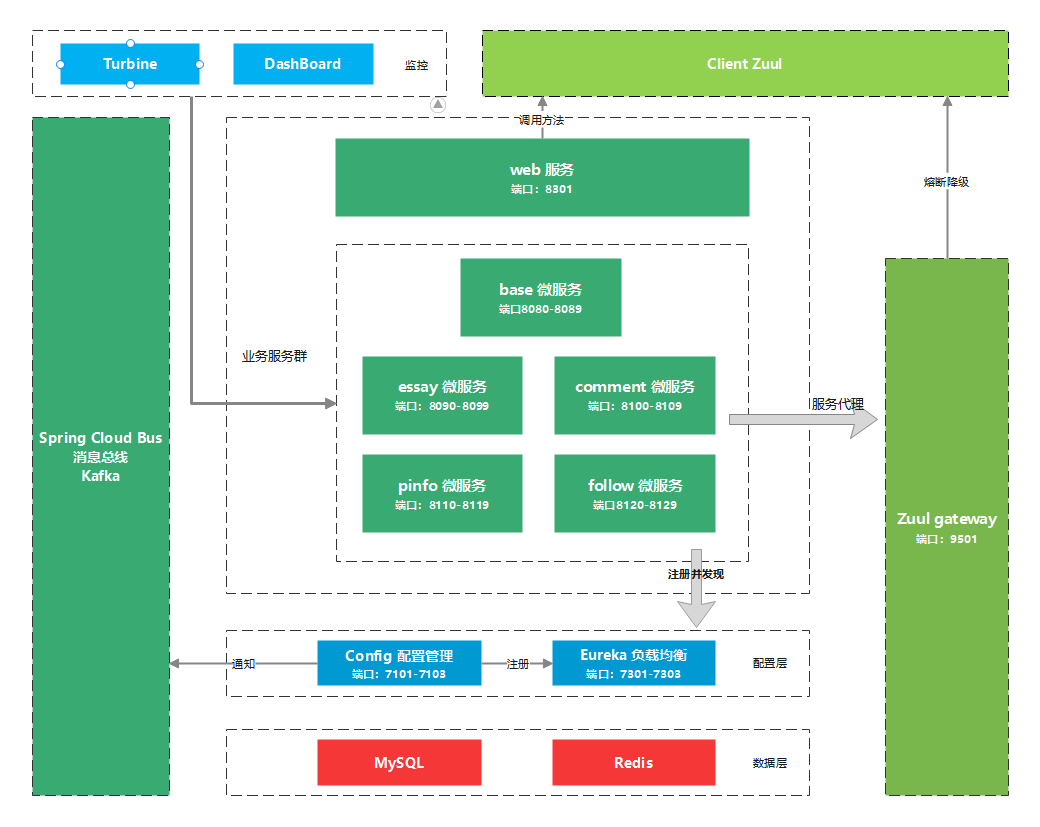 Turbine
DashBoard
监控
Client Zuul
调用方法
web 服务
端口：8301
熔断降级
base 微服务
端口8080-8089
业务服务群
essay 微服务
端口：8090-8099
comment 微服务
端口：8100-8109
服务代理
Spring Cloud Bus
消息总线
Kafka
pinfo 微服务
端口：8110-8119
follow 微服务
端口8120-8129
Zuul gateway
端口：9501
注册并发现
通知
Config 配置管理
端口：7101-7103
注册
Eureka 负载均衡
端口：7301-7303
配置层
MySQL
Redis
数据层